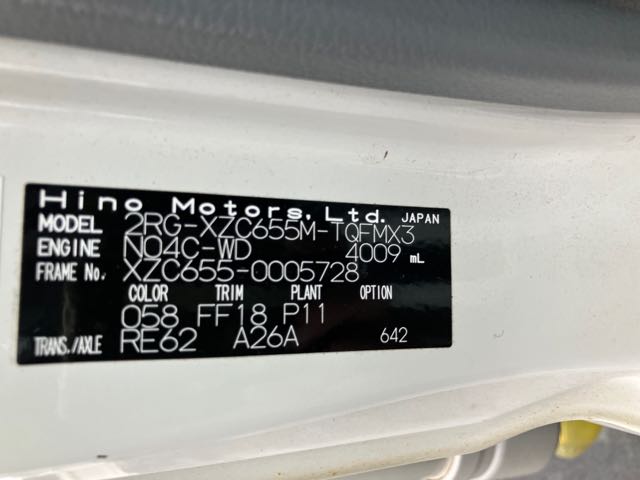 Hino Motors, Ltd. JAPAN
MODEL 2RG-XZC655M-TQFMX3
ENGINE N04C-WD 4009 mL
FRAME No. XZC655-0005728
COLOR TRIM PLANT OPTION
058 FF18 P11
TRANS./AXLE RE62 A26A 642